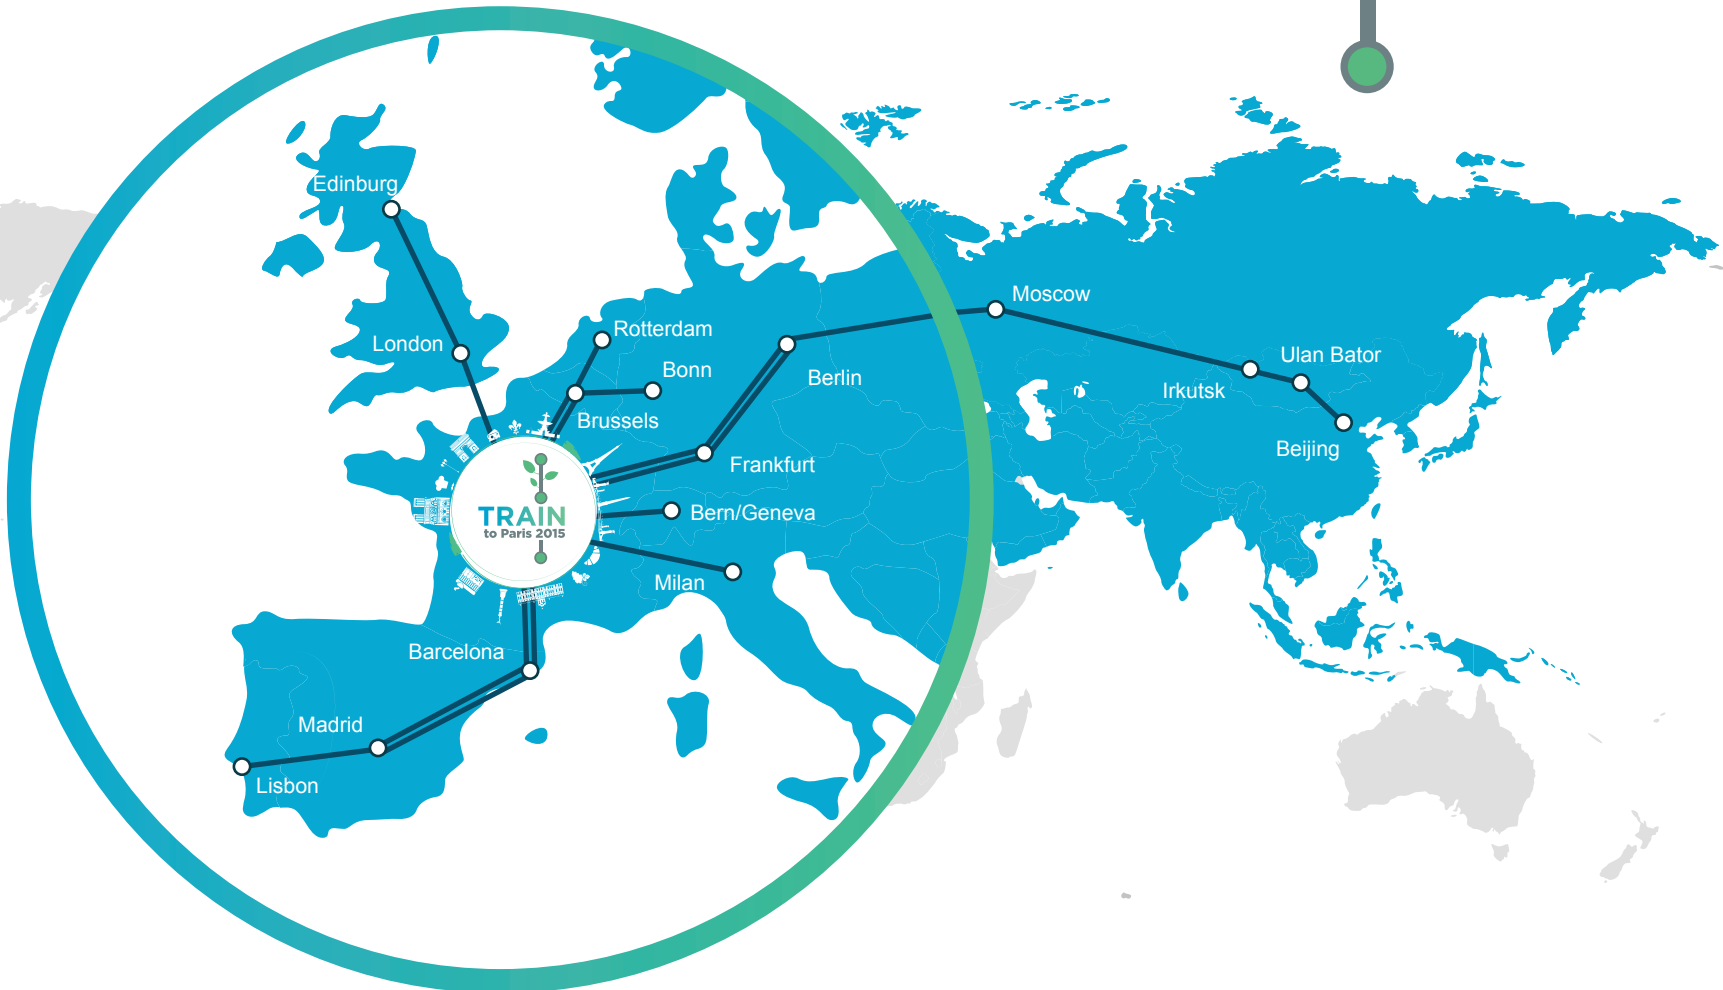 Edinburg
Moscow
Rotterdam
London
Ulan Bator
Bonn
Berlin
Irkutsk
Brussels
Beijing
Frankfurt
TRAIN
to Paris 2015
Bern/Geneva
Milan
Barcelona
Madrid
Lisbon